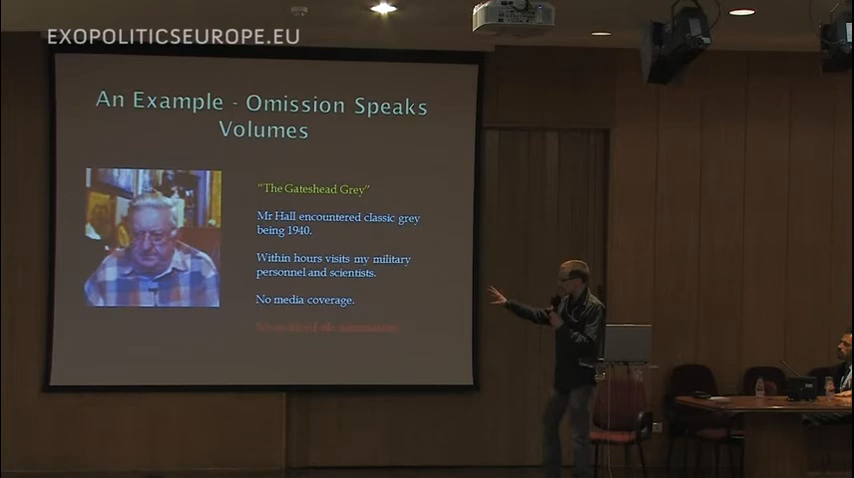 EXOPOLITICSEUROPE.EU
An Example - Omission Speaks
Volumes
“The Gateshead Grey”
Mr Hall encountered classic grey
being 1940.
Within hours visits my military
personnel and scientists.
No media coverage.